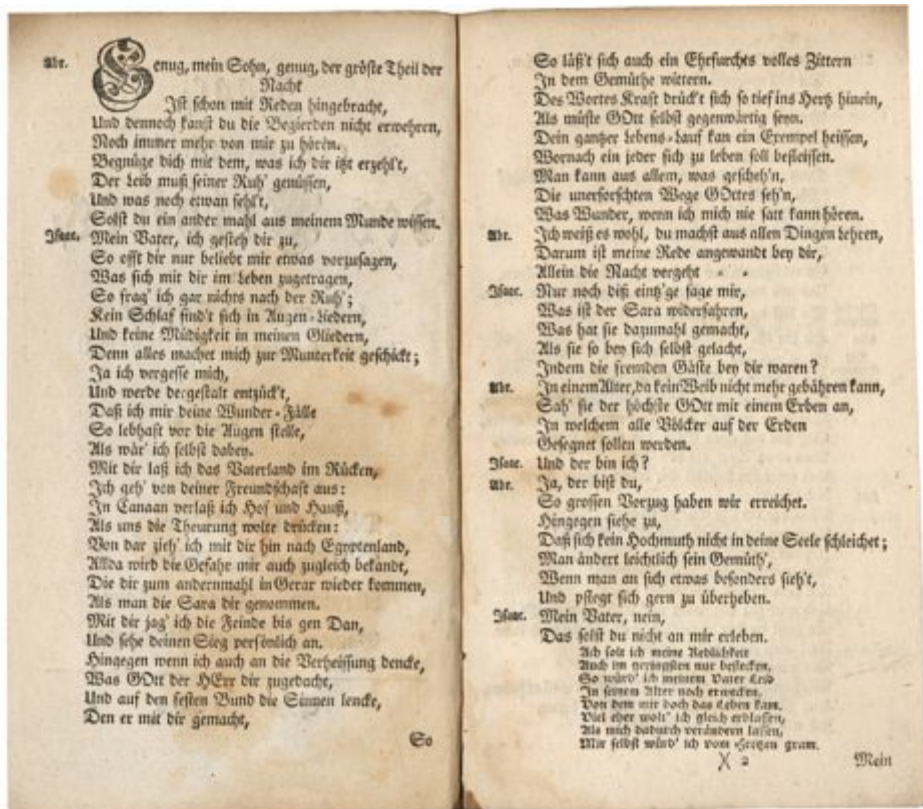 Abr. Genug, mein Sohn, genug, der gröste Theil der
Nacht
Ist schon mit Reden hingebracht,
Und dennoch kanst du die Begierden nicht erwehren,
Noch immer mehr von mir zu hören.
Begnüge dich mit dem, was ich dir itzt erzehl't,
Der Leib muß seiner Ruh' genüssen,
Und was noch etwan fehl't,
Solst du ein ander mahl aus meinem Munde wissen.
Isaac. Mein Vater, ich gesteh dir zu,
So offt dir nur beliebt mir etwas vorzusagen,
Was sich mit dir im Leben zugetragen,
So frag' ich gar nichts nach der Ruh';
Kein Schlaf find't sich in Augen-Liedern,
Und keine Müdigkeit in meinen Gliedern,
Denn alles machet mich zur Munterkeit geschickt;
Ja ich vergesse mich,
Und werde dergestalt entzück't,
Daß ich mir deine Wunder-Fälle
So lebhaft vor die Augen stelle,
Als wär' ich selbst dabey.
Mit dir laß ich das Vaterland im Rücken,
Ich geh' von deiner Freundschaft aus:
In Canaan verlaß ich Hof und Hauß,
Als uns die Theurung wolte drücken:
Von dar zieh' ich mit dir hin nach Egyptenland,
Allda wird die Gefahr mir auch zugleich bekandt,
Die dir zum andernmahl in Gerar wieder kommen,
Als man die Sara dir genommen.
Mit dir jag' ich die Feinde bis gen Dan,
Und sehe deinen Sieg persönlich an.
Hingegen wenn ich auch an die Verheissung dencke,
Was GOtt der HErr dir zugedacht,
Und auf den festen Bund die Sinnen lencke,
Den er mit dir gemacht,
So
So läß't sich auch ein Ehrfurchts volles Zittern
In dem Gemüthe wittern.
Des Wortes Kraft drück't sich so tief ins Hertz hinein,
Als müste GOtt selbst gegenwärtig seyn.
Dein gantzer Lebens-Lauf kan ein Exempel heissen,
Wornach ein jeder sich zu leben soll befleissen.
Man kann aus allem, was gescheh'n,
Die unerforschten Wege GOttes seh'n,
Was Wunder, wenn ich mich nie satt kann hören.
Abr. Ich weiß es wohl, du machst aus allen Dingen Lehren,
Darum ist meine Rede angewandt bey dir,
Allein die Nacht vergeht - -
Isaac. Nur noch diß eintz'ge sage mir,
Was ist der Sara widerfahren,
Was hat sie dazumahl gemacht,
Als sie so bey sich selbst gelacht,
Indem die fremden Gäste bey dir waren?
Abr. In einem Alter, da kein Weib nicht mehr gebähren kann,
Sah' sie der höchste GOtt mit einem Erben an,
In welchem alle Völcker auf der Erden
Gesegnet sollen werden.
Isaac. Und der bin ich?
Abr. Ja, der bist du,
So grossen Vorzug haben wir erreichet.
Hingegen siehe zu,
Daß sich kein Hochmuth nicht in deine Seele schleichet;
Man ändert leichtlich sein Gemüth',
Wenn man an sich etwas besonders sieh't,
Und pflegt sich gern zu überheben.
Isaac. Mein Vater, nein,
Das solst du nicht an mir erleben.
Ach solt ich meine Redlichkeit
Auch im geringsten nur beflecken,
So würd' ich meinem Vater Leid
In seinem Alter noch erwecken,
Von dem mir doch das Leben kam.
Viel eher wolt' ich gleich erblassen,
Als mich dadurch verändern lassen,
Mir selbst würd' ich vom Hertzen gram.
X 2
Mein